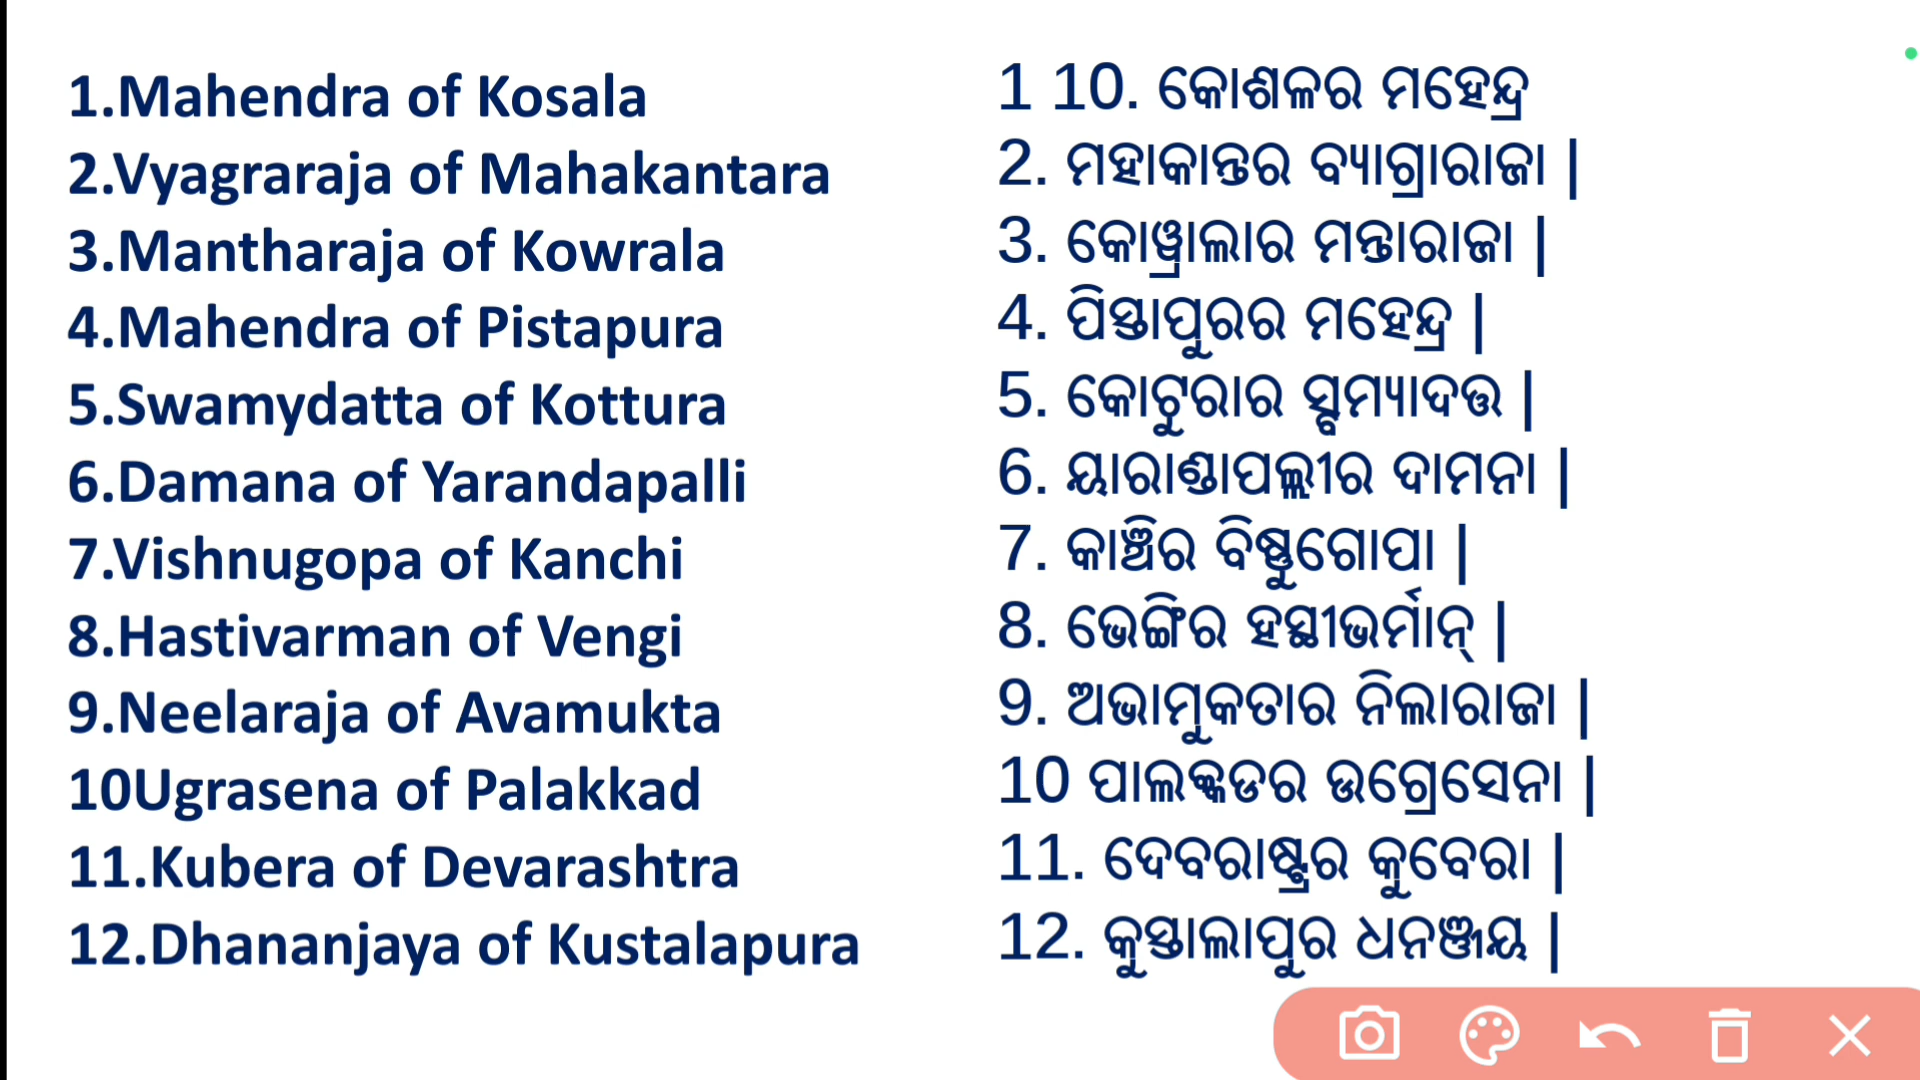 1.Mahendra of Kosala
2.Vyagraraja of Mahakantara
3.Mantharaja of Kowrala
4.Mahendra of Pistapura
5.Swamydatta of Kottura
6.Damana of Yarandapalli
7.Vishnugopa of Kanchi
8.Hastivarman of Vengi
9.Neelaraja of Avamukta
10Ugrasena of Palakkad
11.Kubera of Devarashtra
12.Dhananjaya of Kustalapura
1 10. କୋଶଳର ମହେନ୍ଦ୍ର
2. ମହାକାନ୍ତର ବ୍ୟାଗ୍ରାରାଜା |
3. କୋୱ୍ରାଲାର ମନ୍ତାରାଜା |
4. ପିସ୍ତାପୁରର ମହେନ୍ଦ୍ର |
5. କୋଟୁରାର ସ୍ବମ୍ୟାଦତ୍ତ |
6. ୟାରାଣ୍ଡାପଲ୍ଲୀର ଦାମନା |
7. କାଞ୍ଚିର ବିଷ୍ଣୁଗୋପା |
8. ଭେଙ୍ଗିର ହସ୍ଥୀଭର୍ମାନ୍ |
9. ଅଭାମୁକତାର ନିଲାରାଜା |
10 ପାଲକ୍କଡର ଉଗ୍ରେସେନା |
11. ଦେବରାଷ୍ଟ୍ରର କୁବେରା |
12. କୁସ୍ତାଲାପୁର ଧନଞ୍ଜୟ |